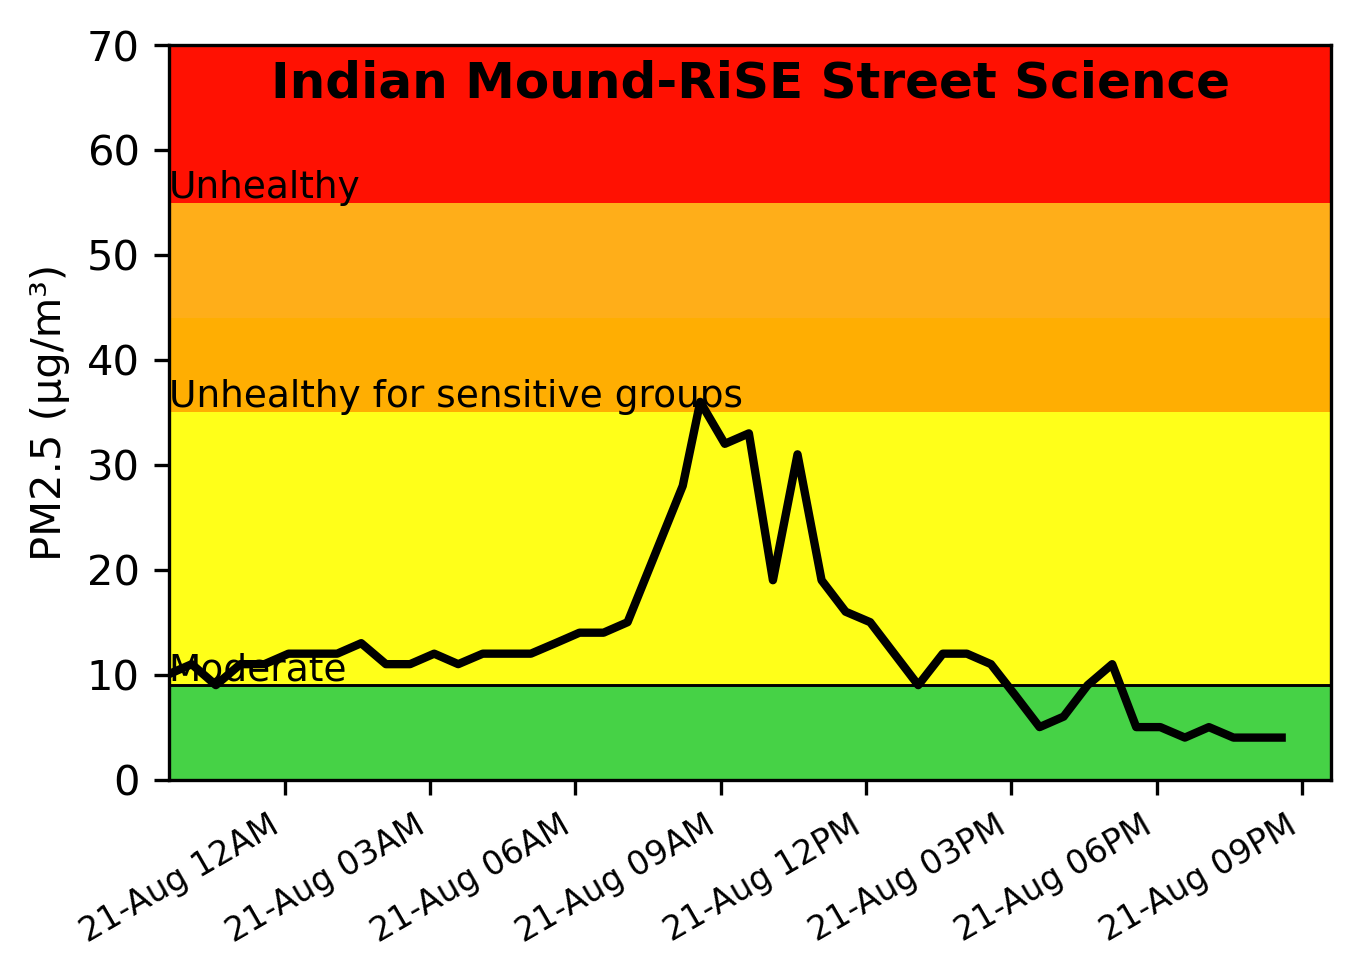 Indian Mound-RiSE Street Science
70
60
Unhealthy
50
40
Unhealthy for sensitive groups
30
20
Moderate
10
0
PM2.5 (µg/m³)
21-Aug 12AM
21-Aug 03AM
21-Aug 06AM
21-Aug 09AM
21-Aug 12PM
21-Aug 03PM
21-Aug 06PM
21-Aug 09PM